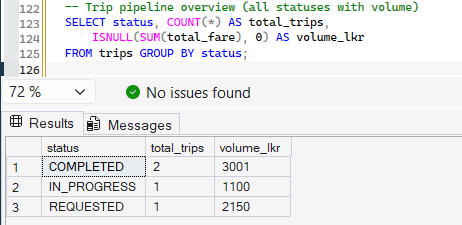 122
123 -- Trip pipeline overview (all statuses with volume)
124 SELECT status, COUNT(*) AS total_trips,
ISNULL(SUM(total_fare), 0) AS volume_lkr
125 FROM trips GROUP BY status;
126
72 % No issues found
Results Messages
status total_trips volume_lkr
1 COMPLETED 2 3001
2 IN_PROGRESS 1 1100
3 REQUESTED 1 2150